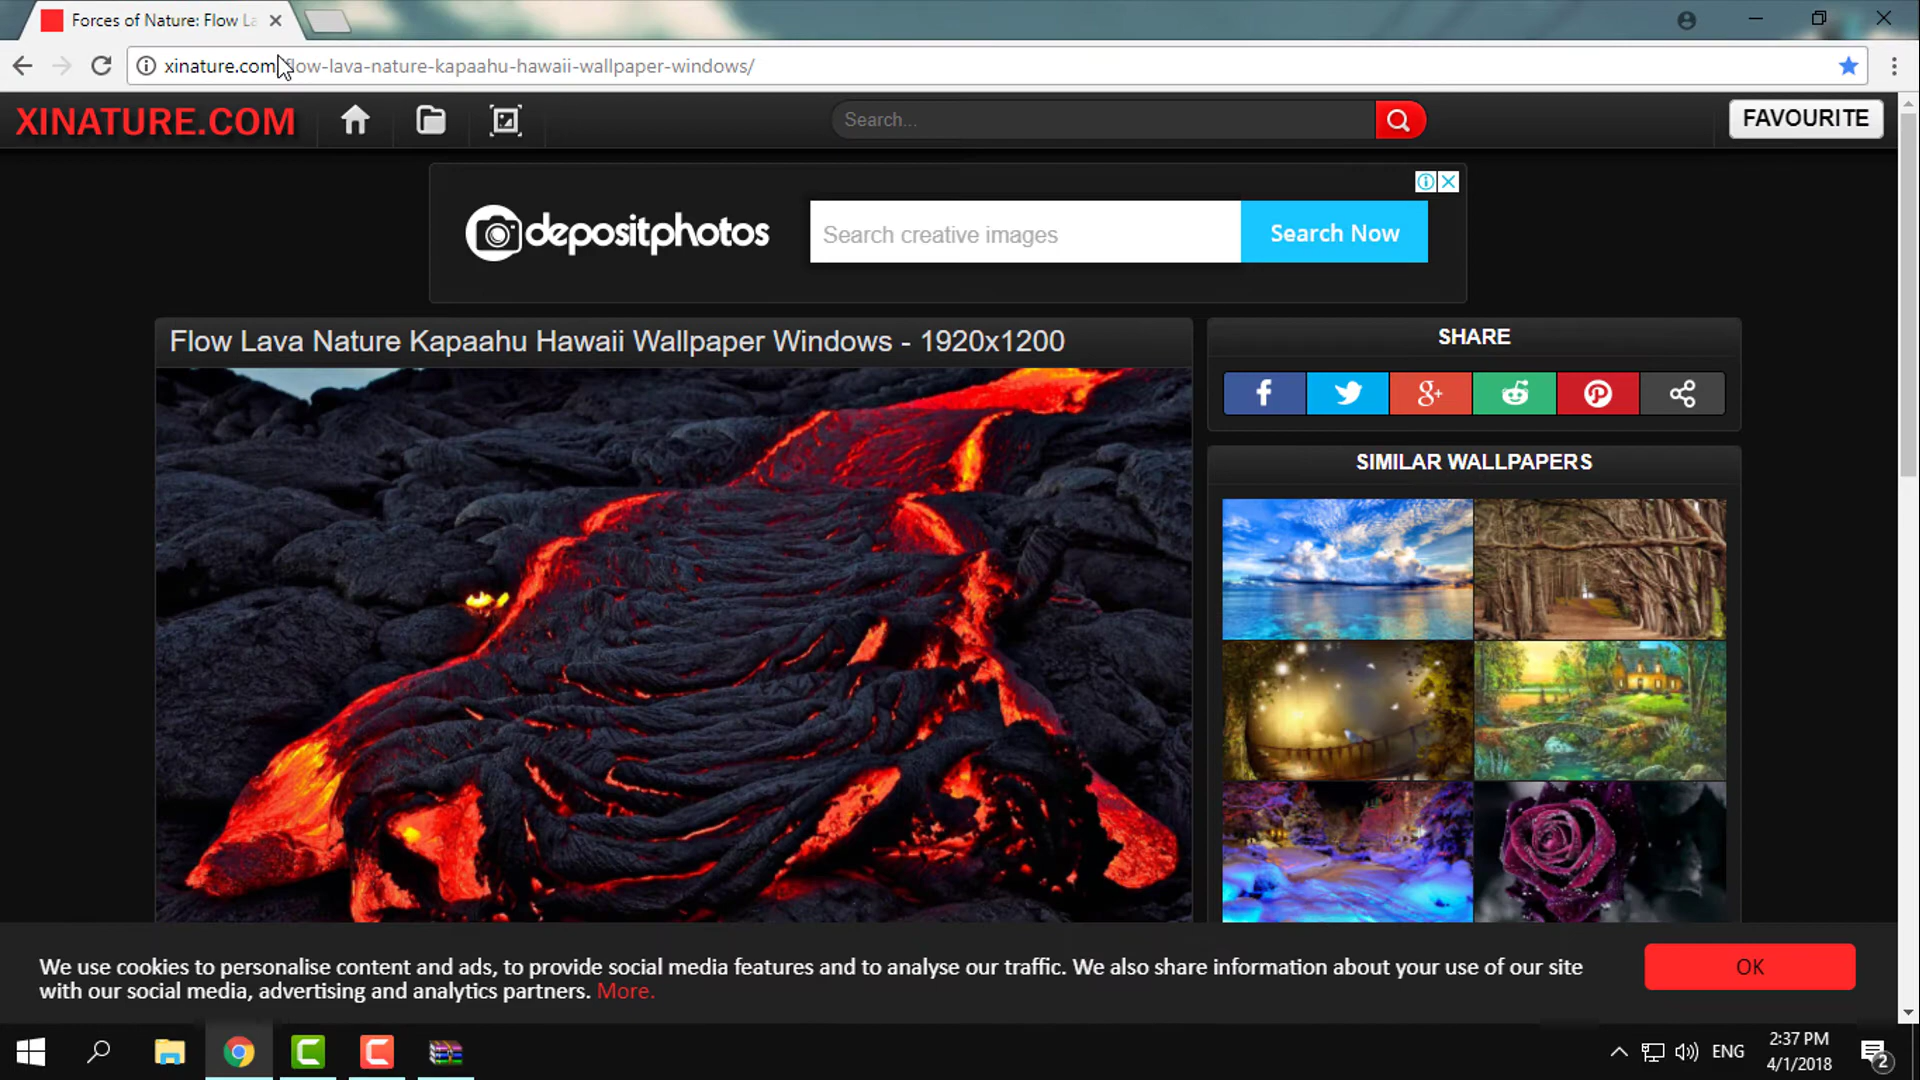 Forces of Nature: Flow La
xinature.com/flow-lava-nature-kapaahu-hawaii-wallpaper-windows/
XINATURE.COM
Search...
FAVOURITE
depositphotos
Search creative images
Search Now
Flow Lava Nature Kapaahu Hawaii Wallpaper Windows - 1920x1200
SHARE
SIMILAR WALLPAPERS
We use cookies to personalise content and ads, to provide social media features and to analyse our traffic. We also share information about your use of our site
with our social media, advertising and analytics partners. More.
OK
ENG
2:37 PM
4/1/2018
2